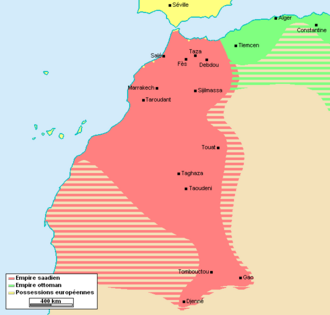 Séville
Alger
Constantine
Tlemcen
Taza
Salé
Fès
Debdou
Marrakech
Sijilmassa
Taroudent
Touat
Taghaza
Taoudeni
Tombouctou
Gao
Djenné
Empire saadien
Empire ottoman
Possessions européennes
400 km